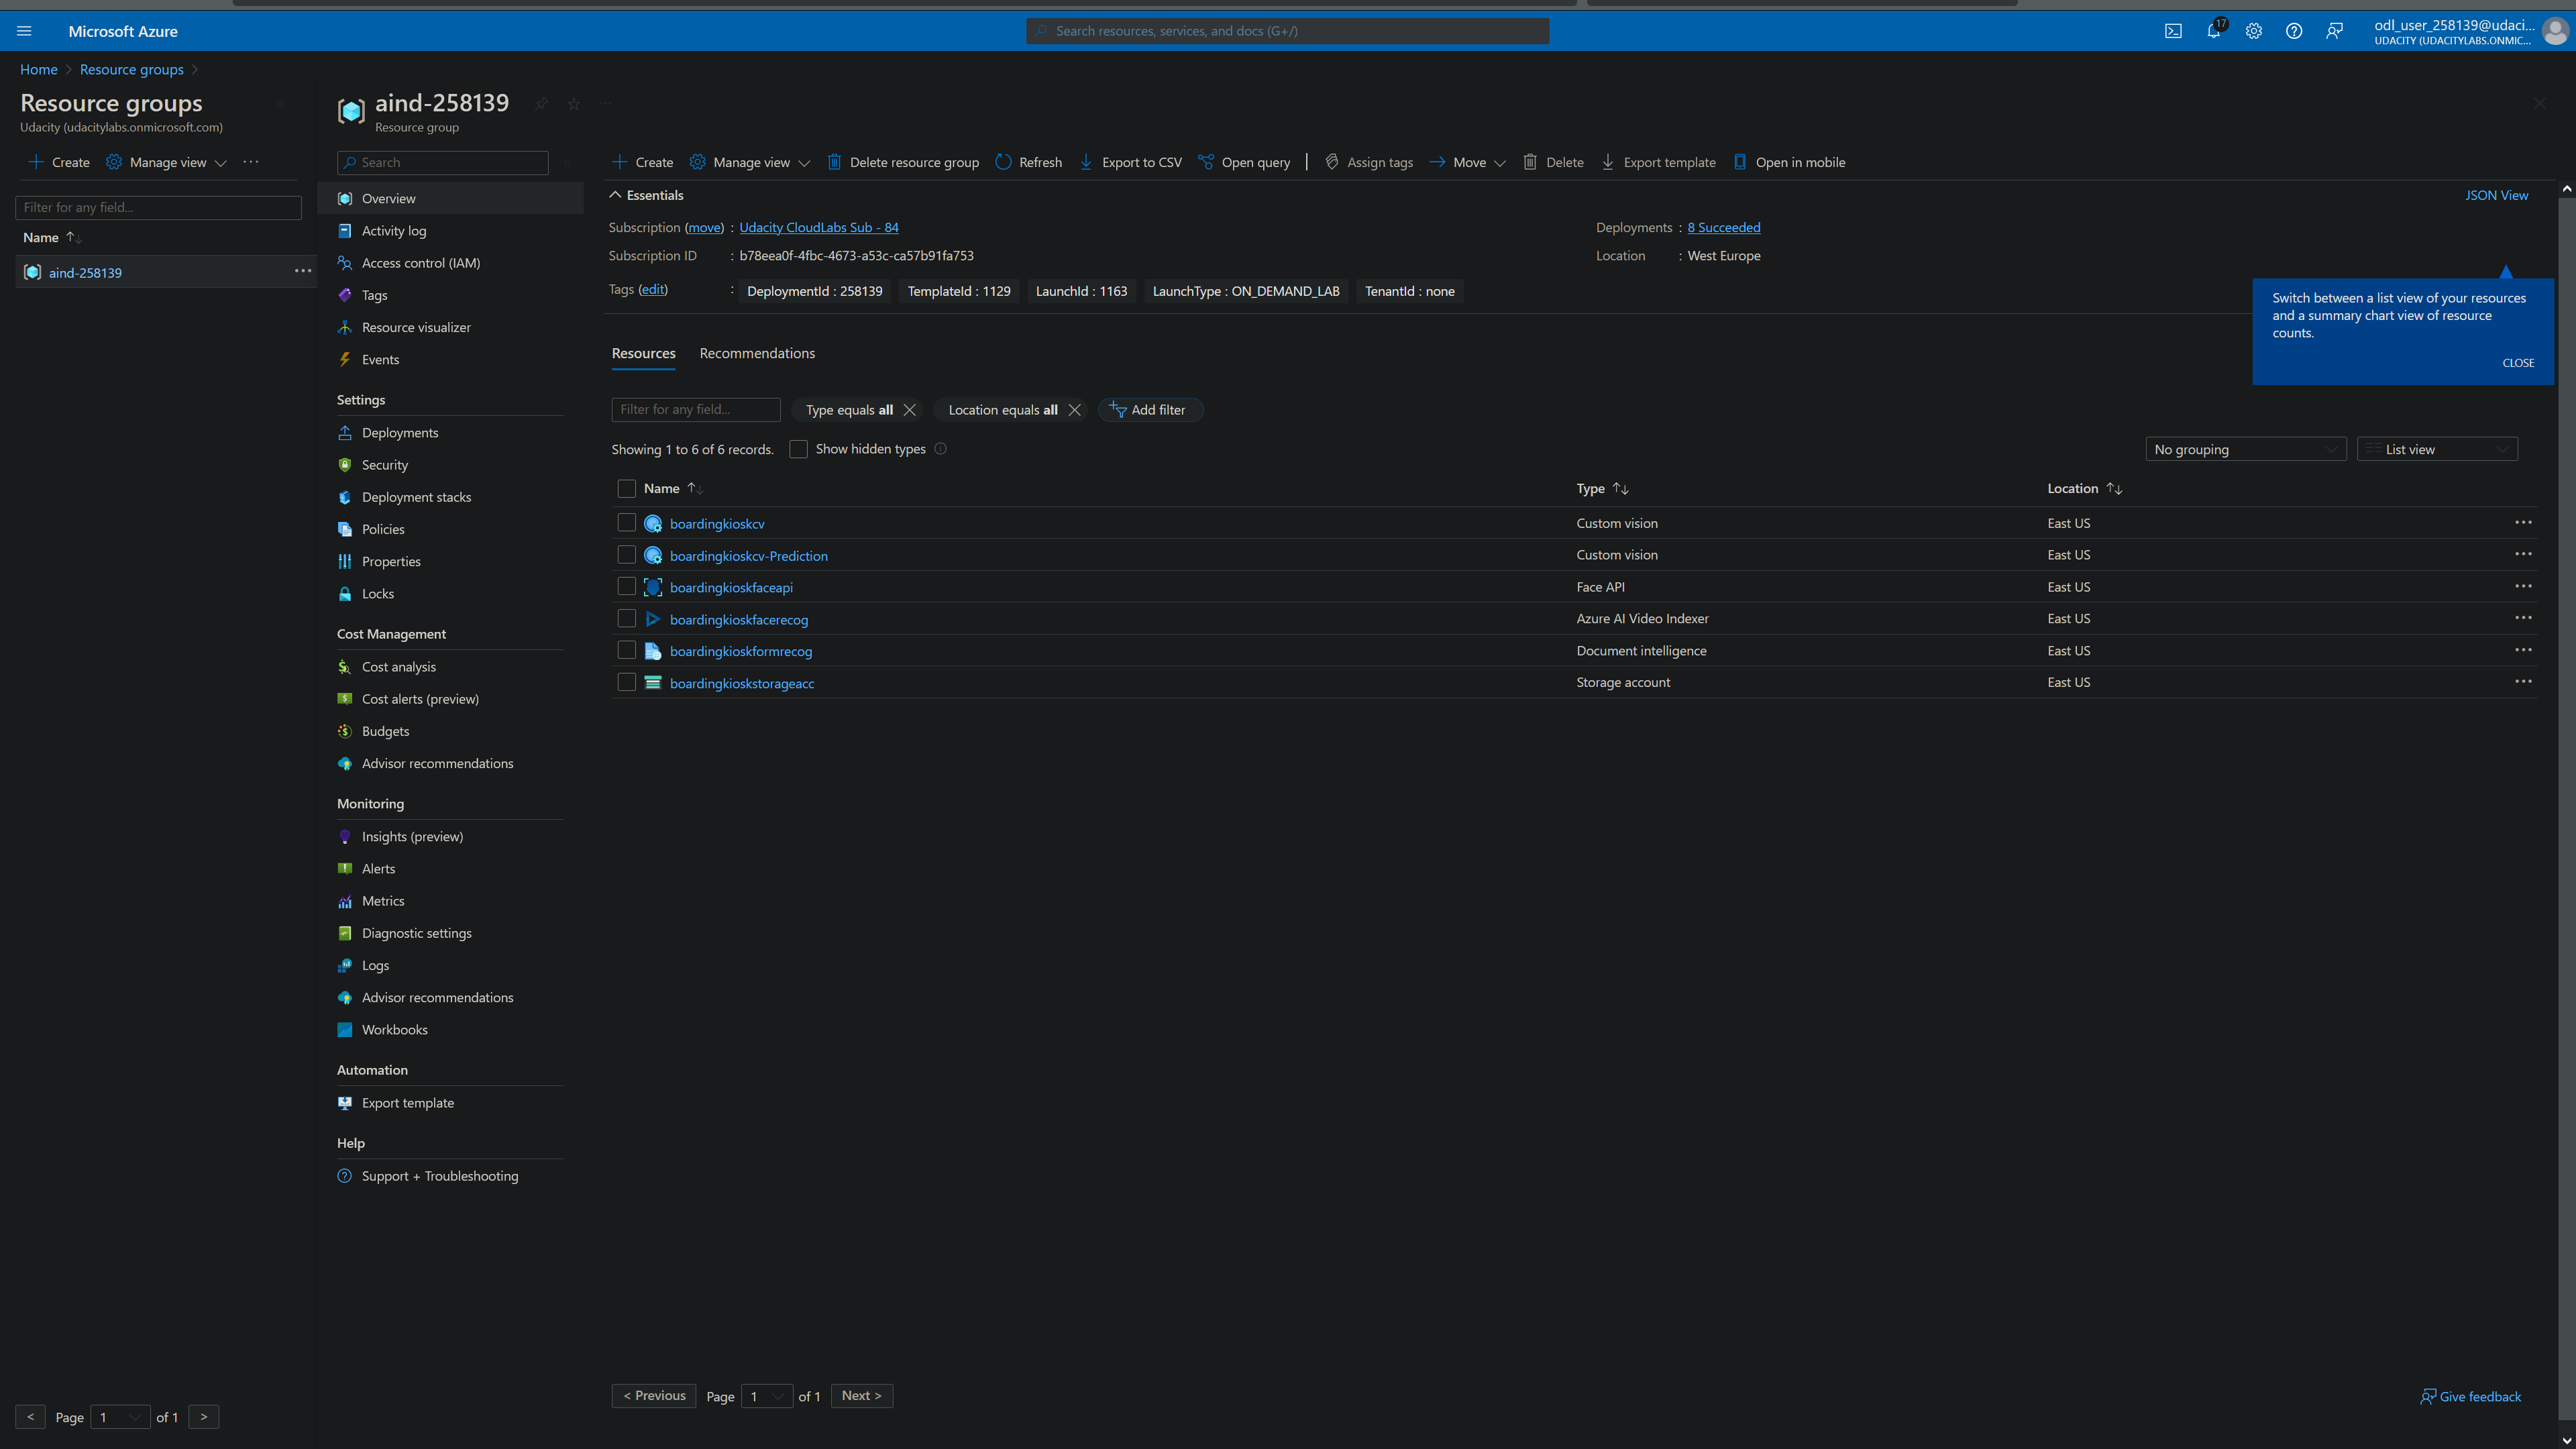 Microsoft Azure
Search resources, services, and docs (G+/)
17
odl_user_258139@udaci...
UDACITY (UDACITYLABS.ONMIC...
Home > Resource groups >
Resource groups
Udacity (udacitylabs.onmicrosoft.com)
+ Create Manage view ...
Filter for any field...
Name ↑↓
aind-258139 ...
< Page 1 of 1 >
aind-258139 ...
Resource group
Search
Overview
Activity log
Access control (IAM)
Tags
Resource visualizer
Events
Settings
Deployments
Security
Deployment stacks
Policies
Properties
Locks
Cost Management
Cost analysis
Cost alerts (preview)
Budgets
Advisor recommendations
Monitoring
Insights (preview)
Alerts
Metrics
Diagnostic settings
Logs
Advisor recommendations
Workbooks
Automation
Export template
Help
Support + Troubleshooting
+ Create Manage view Delete resource group Refresh Export to CSV Open query | Assign tags Move Delete Export template Open in mobile
Essentials JSON View
Subscription (move) : Udacity CloudLabs Sub - 84 Deployments : 8 Succeeded
Subscription ID : b78eea0f-4fbc-4673-a53c-ca57b91fa753 Location : West Europe
Tags (edit) : DeploymentId : 258139 TemplateId : 1129 LaunchId : 1163 LaunchType : ON_DEMAND_LAB TenantId : none
Switch between a list view of your resources
and a summary chart view of resource
counts.
CLOSE
Resources Recommendations
Filter for any field... Type equals all Location equals all Add filter
Showing 1 to 6 of 6 records. Show hidden types No grouping List view
Name ↑↓ Type ↑↓ Location ↑↓
boardingkioskcv Custom vision East US ...
boardingkioskcv-Prediction Custom vision East US ...
boardingkioskfaceapi Face API East US ...
boardingkioskfacerecog Azure AI Video Indexer East US ...
boardingkioskformrecog Document intelligence East US ...
boardingkioskstorageacc Storage account East US ...
< Previous Page 1 of 1 Next > Give feedback